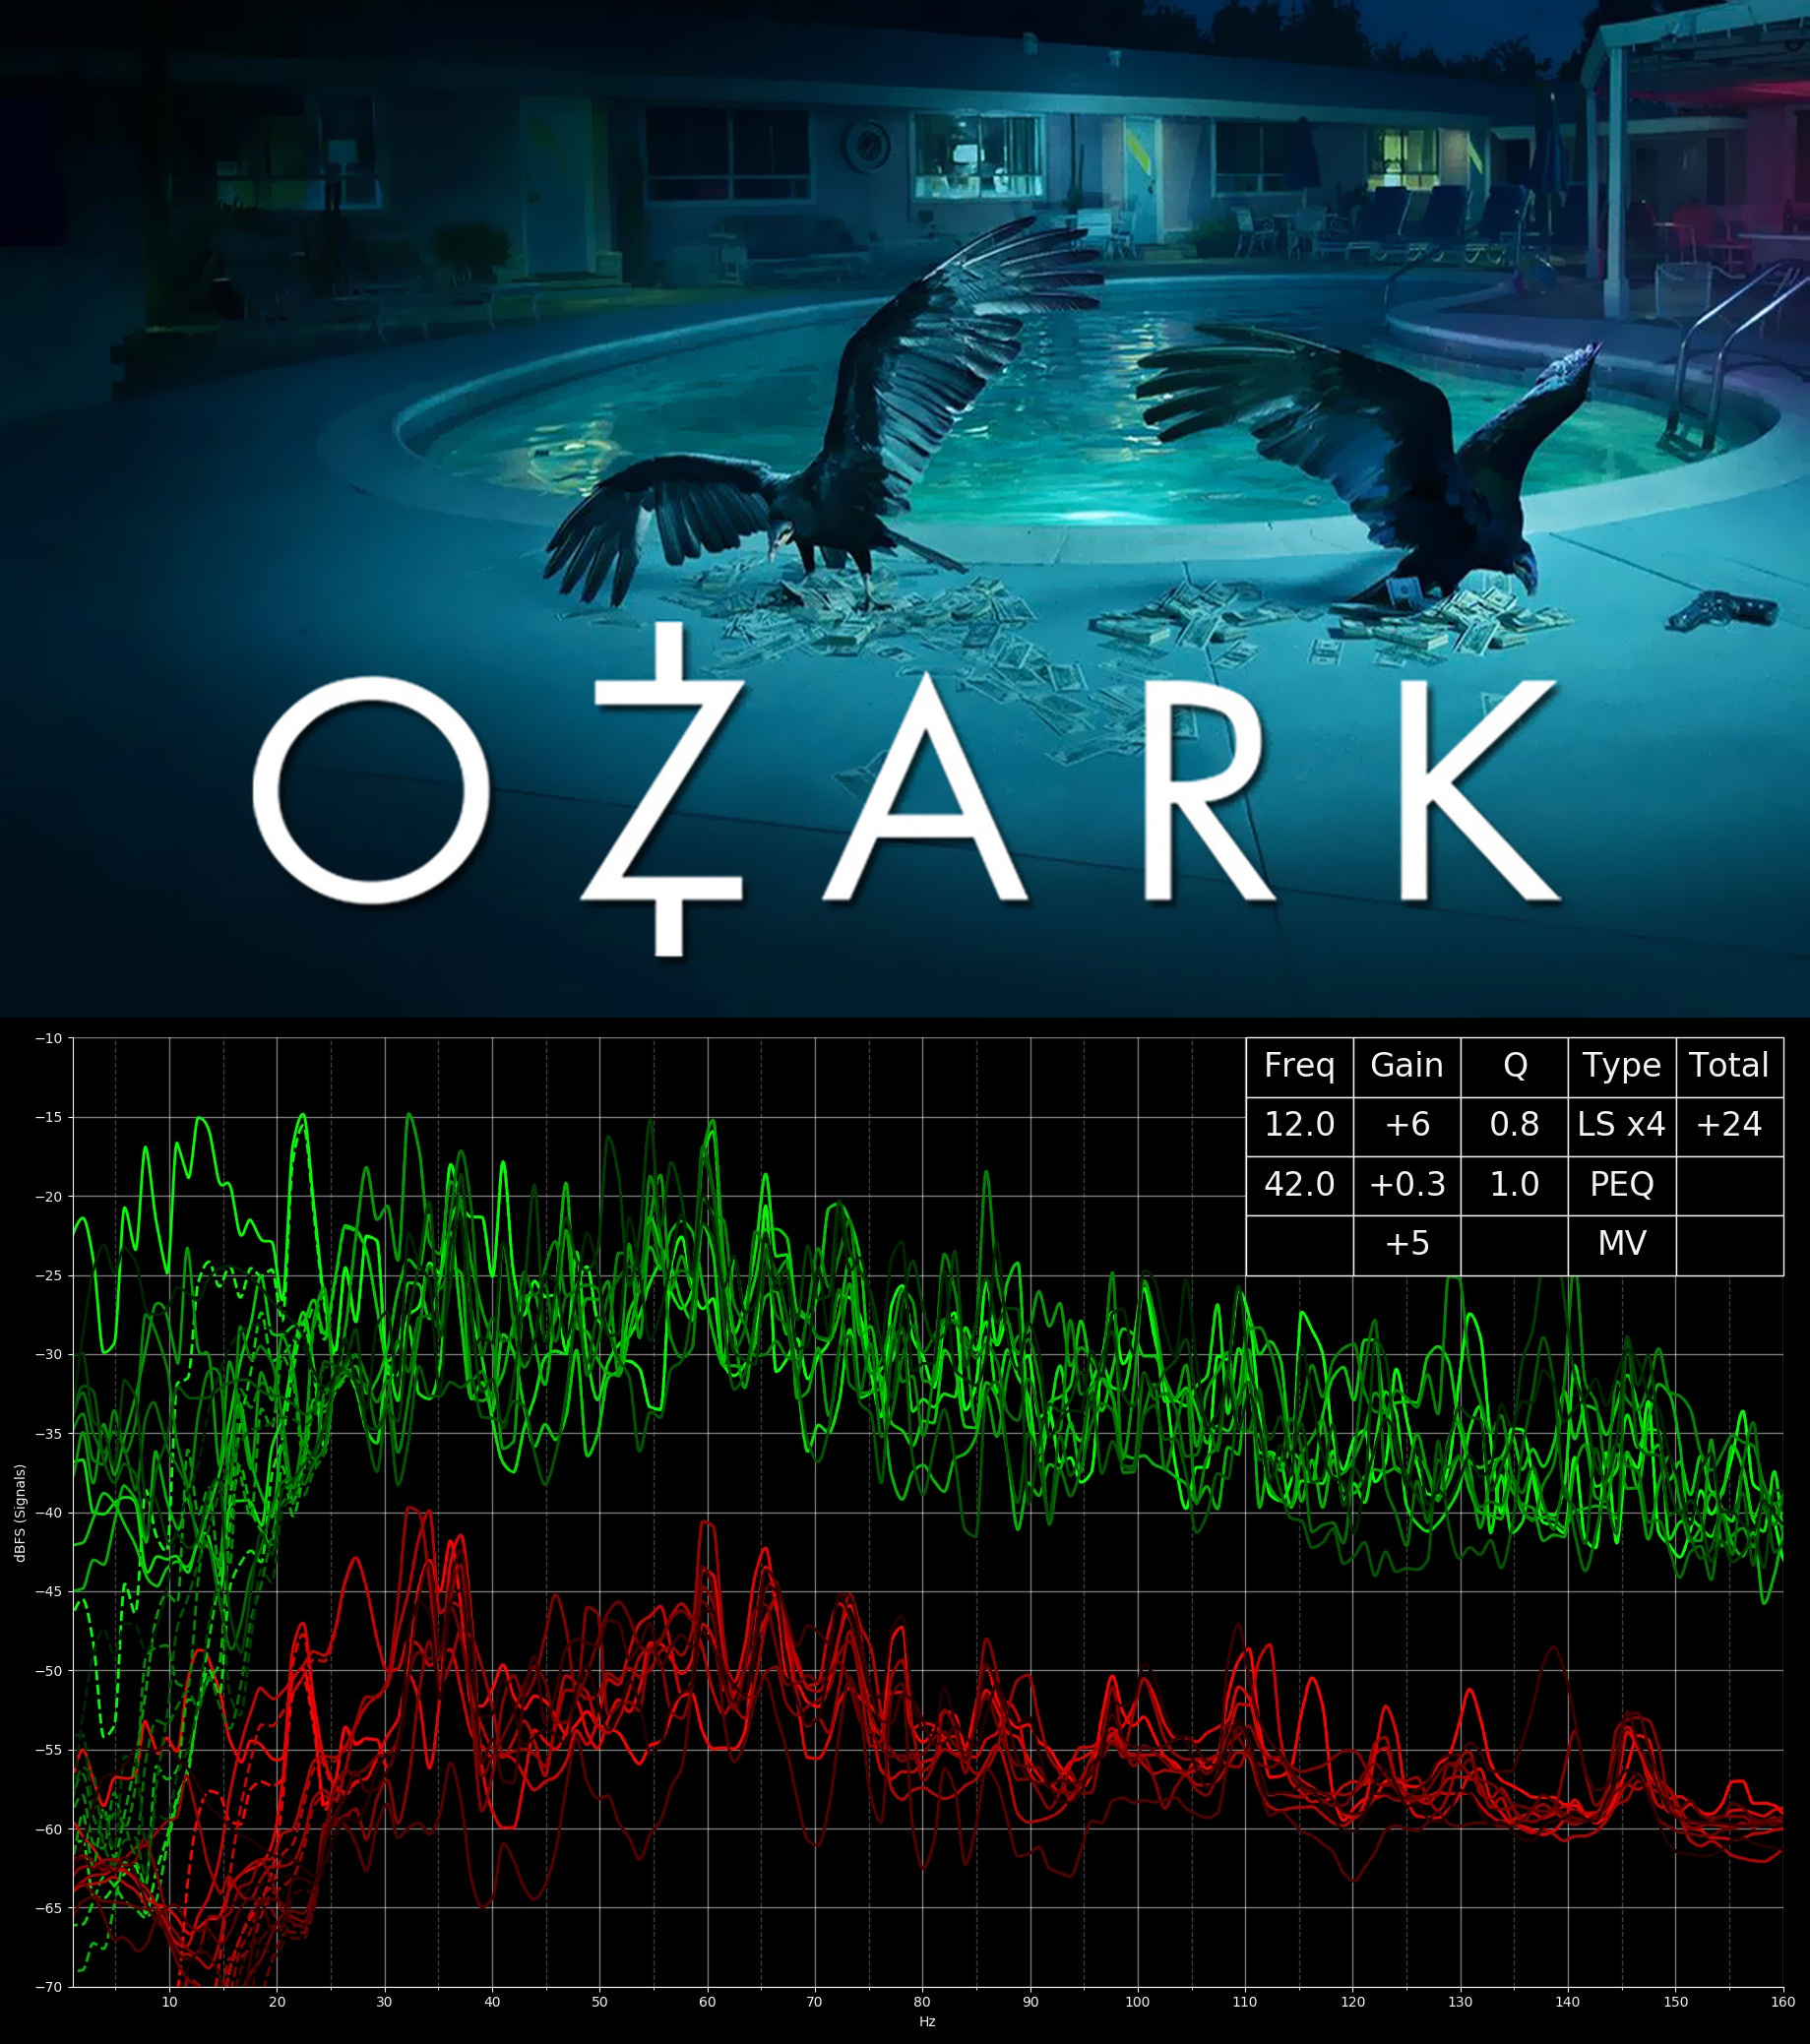 OZARK
−10
−15
−20
−25
−30
−35
−40
−45
−50
−55
−60
−65
−70
dBFS (Signals)
Freq Gain Q Type Total
12.0 +6 0.8 LS x4 +24
42.0 +0.3 1.0 PEQ
+5 MV
10 20 30 40 50 60 70 80 90 100 110 120 130 140 150 160
Hz